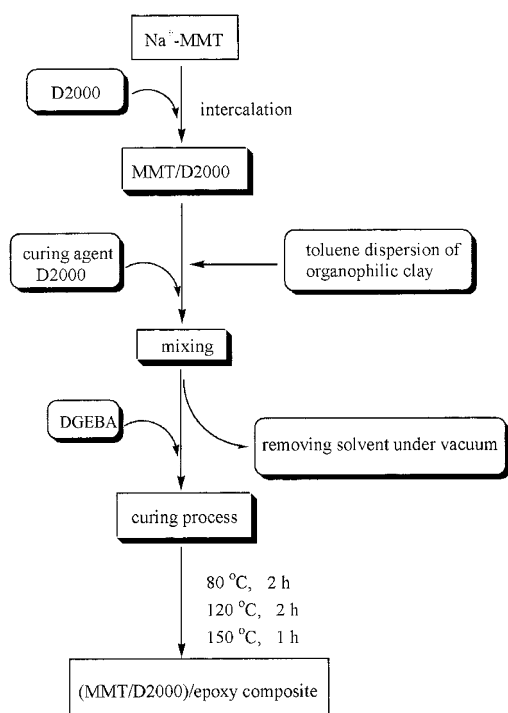 Na⁺-MMT
D2000
intercalation
MMT/D2000
curing agent
D2000
toluene dispersion of
organophilic clay
mixing
DGEBA
removing solvent under vacuum
curing process
80 °C, 2 h
120 °C, 2 h
150 °C, 1 h
(MMT/D2000)/epoxy composite